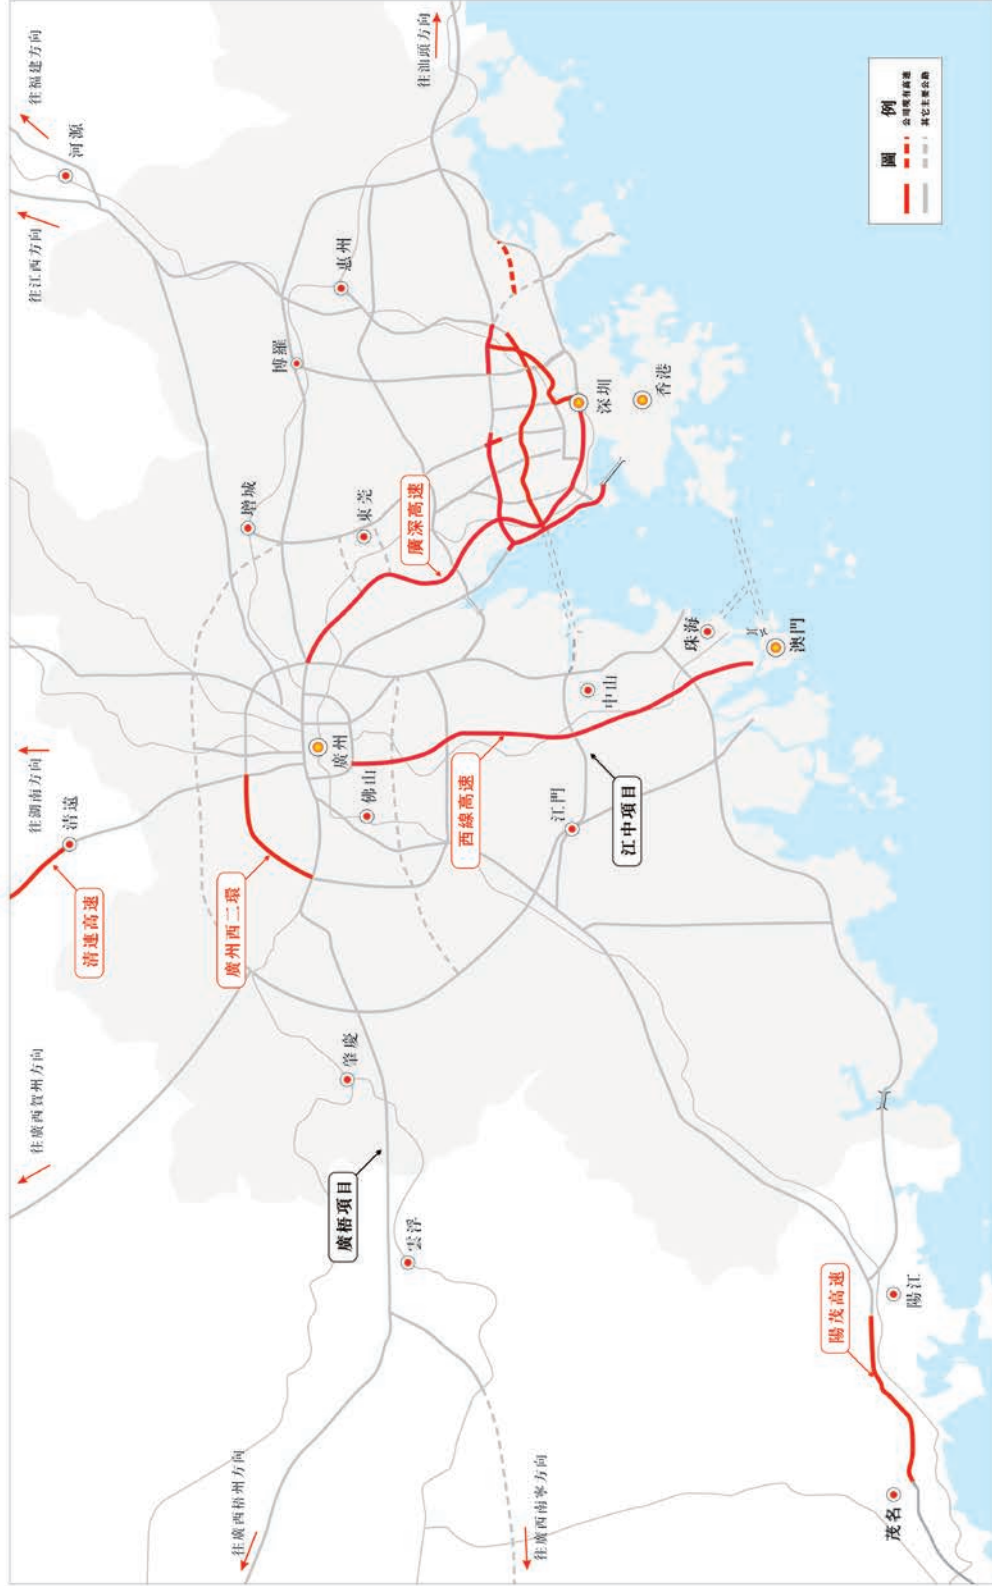 往廣西賀州方向
往湖南方向
往江西方向
往福建方向
清遠
河源
清連高速
廣州西二環
往廣西梧州方向
增城
博羅
廣梧項目
肇慶
廣州
惠州
佛山
東莞
雲浮
廣深高速
往汕頭方向
西線高速
往廣西南寧方向
江門
中山
深圳
江中項目
香港
珠海
澳門
陽茂高速
茂名
陽江
圖 例
公司現有高速
其它主要公路